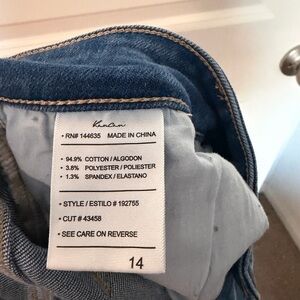 KanCan
• RN# 144635 MADE IN CHINA
• 94.9% COTTON / ALGODON
• 3.8% POLYESTER / POLIESTER
• 1.3% SPANDEX / ELASTANO
• STYLE / ESTILO # 192755
• CUT # 43458
• SEE CARE ON REVERSE
14